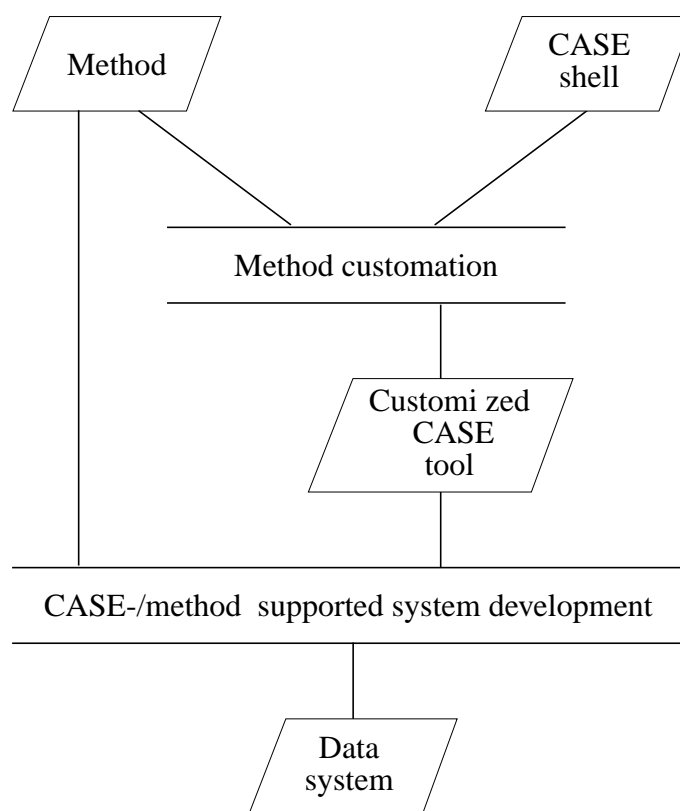 Method
CASE
shell
Method customation
Customi zed
CASE
tool
CASE-/method supported system development
Data
system